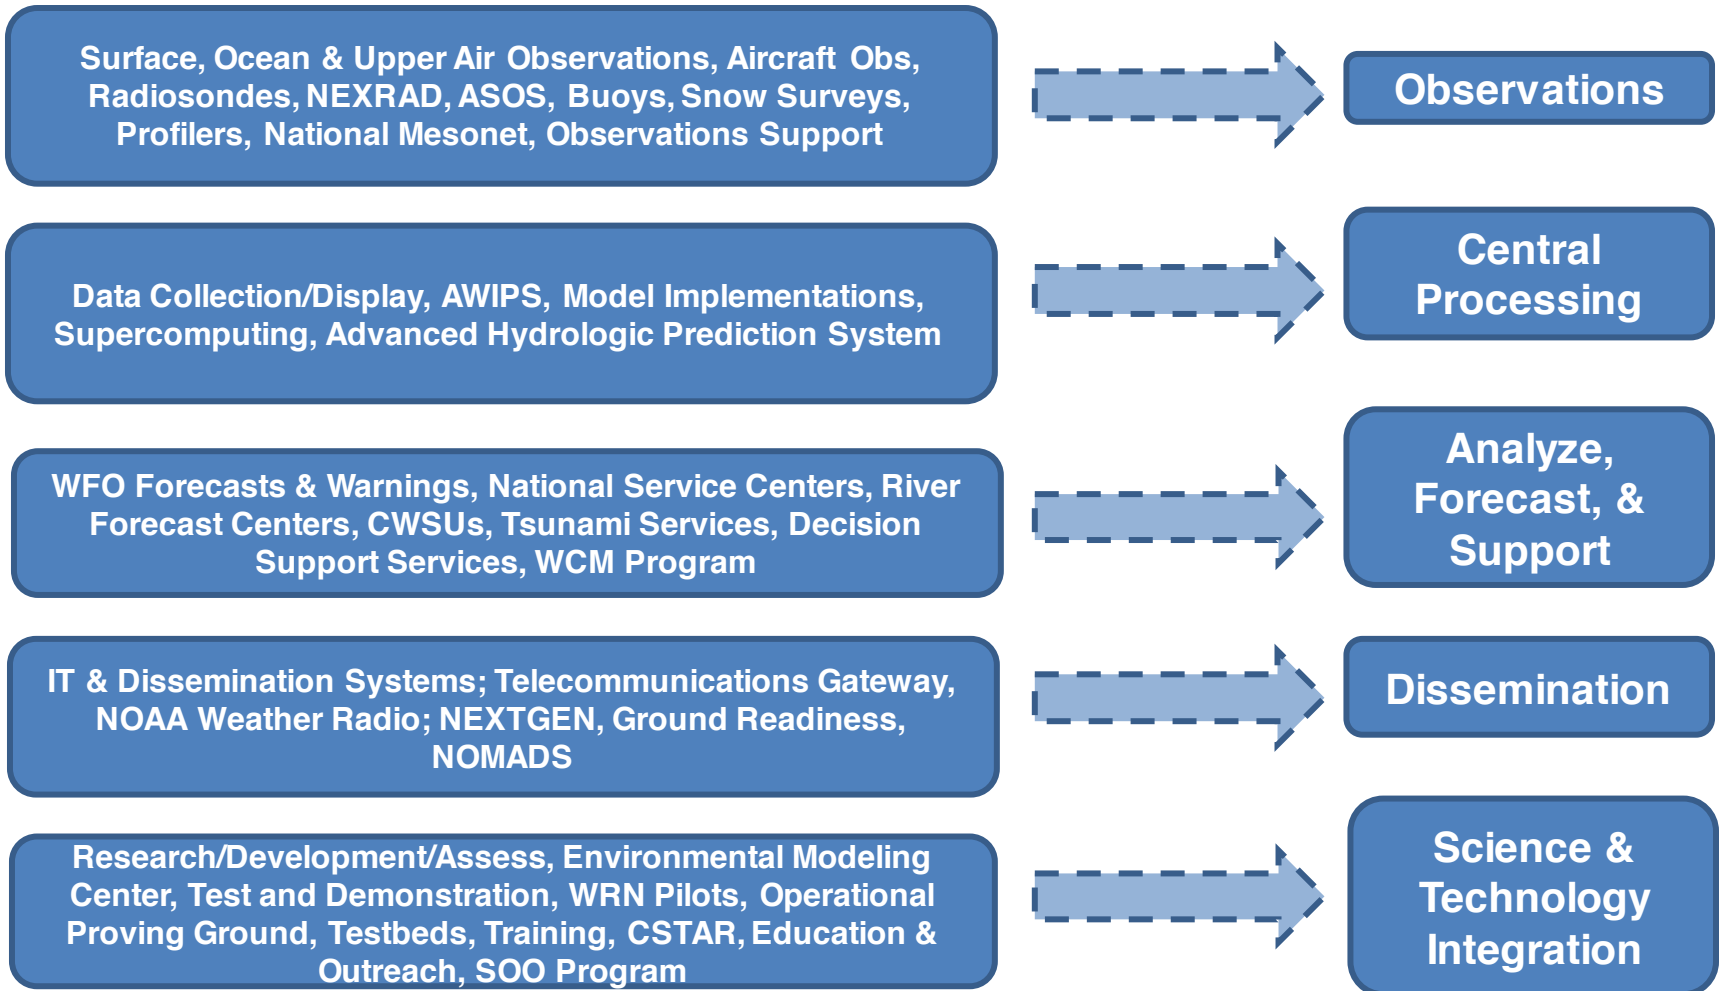 Surface, Ocean & Upper Air Observations, Aircraft Obs,
Radiosondes, NEXRAD, ASOS, Buoys, Snow Surveys,
Profilers, National Mesonet, Observations Support
Observations
Data Collection/Display, AWIPS, Model Implementations,
Supercomputing, Advanced Hydrologic Prediction System
Central
Processing
WFO Forecasts & Warnings, National Service Centers, River
Forecast Centers, CWSUs, Tsunami Services, Decision
Support Services, WCM Program
Analyze,
Forecast, &
Support
IT & Dissemination Systems; Telecommunications Gateway,
NOAA Weather Radio; NEXTGEN, Ground Readiness,
NOMADS
Dissemination
Research/Development/Assess, Environmental Modeling
Center, Test and Demonstration, WRN Pilots, Operational
Proving Ground, Testbeds, Training, CSTAR, Education &
Outreach, SOO Program
Science &
Technology
Integration